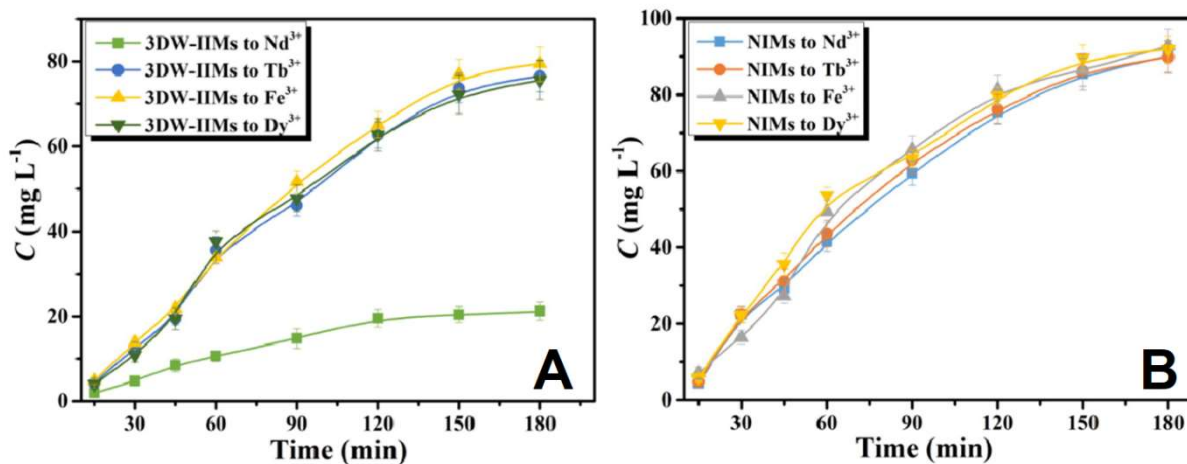 3DW-IIMs to Nd³⁺
3DW-IIMs to Tb³⁺
3DW-IIMs to Fe³⁺
3DW-IIMs to Dy³⁺
80
60
40
20
0
C (mg L⁻¹)
30 60 90 120 150 180
Time (min)
A
NIMs to Nd³⁺
NIMs to Tb³⁺
NIMs to Fe³⁺
NIMs to Dy³⁺
100
80
60
40
20
0
C (mg L⁻¹)
30 60 90 120 150 180
Time (min)
B